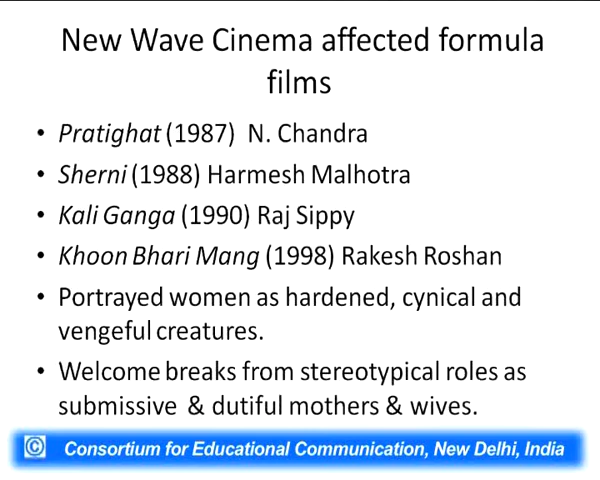 New Wave Cinema affected formula
films
• Pratighat (1987) N. Chandra
• Sherni (1988) Harmesh Malhotra
• Kali Ganga (1990) Raj Sippy
• Khoon Bhari Mang (1998) Rakesh Roshan
• Portrayed women as hardened, cynical and
vengeful creatures.
• Welcome breaks from stereotypical roles as
submissive & dutiful mothers & wives.
© Consortium for Educational Communication, New Delhi, India